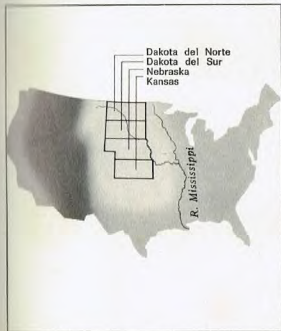 Dakota del Norte
Dakota del Sur
Nebraska
Kansas
R. Mississippi